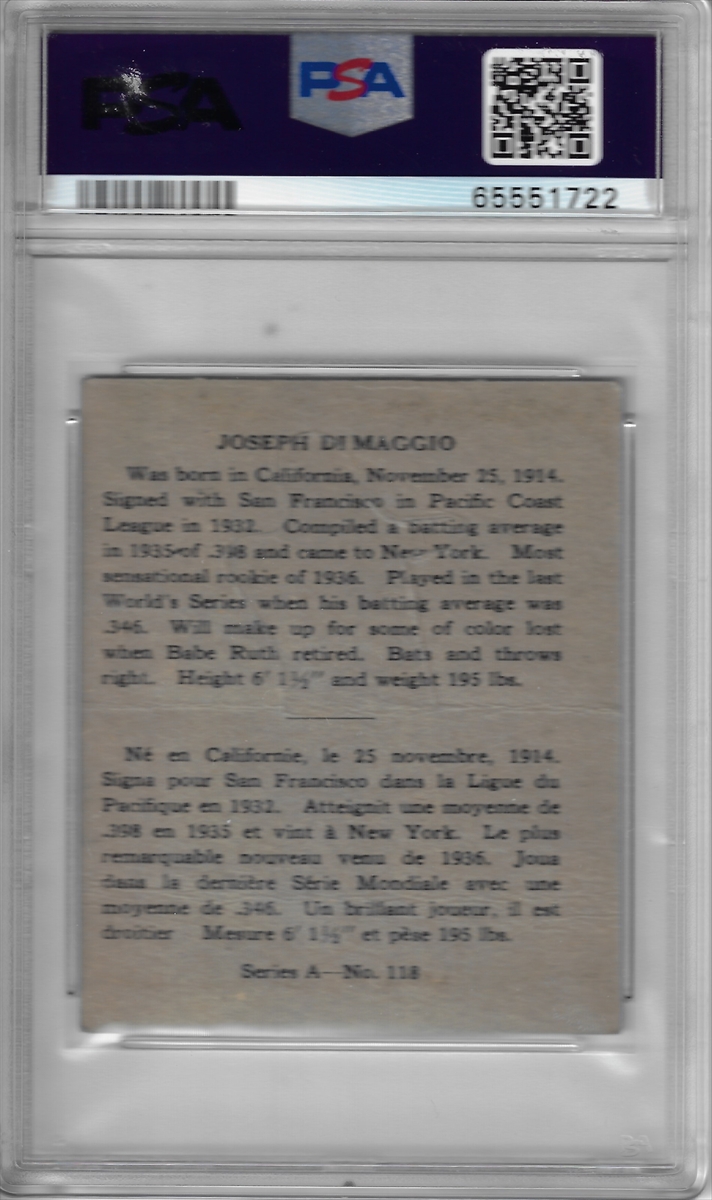 PSA
PSA
65551722
JOSEPH DI MAGGIO
Was born in California, November 25, 1914.
Signed with San Francisco in Pacific Coast
League in 1932. Compiled a batting average
in 1935 of .398 and came to New York. Most
sensational rookie of 1936. Played in the last
World's Series when his batting average was
.346. Will make up for some of color lost
when Babe Ruth retired. Bats and throws
right. Height 6' 1½" and weight 195 lbs.
Né en Californie, le 25 novembre, 1914.
Signa pour San Francisco dans la Ligue du
Pacifique en 1932. Atteignit une moyenne de
.398 en 1935 et vint à New York. Le plus
remarquable nouveau venu de 1936. Joua
dans la dernière Série Mondiale avec une
moyenne de .346. Un brillant joueur, il est
droitier Mesure 6' 1½" et pèse 195 lbs.
Series A—No. 118